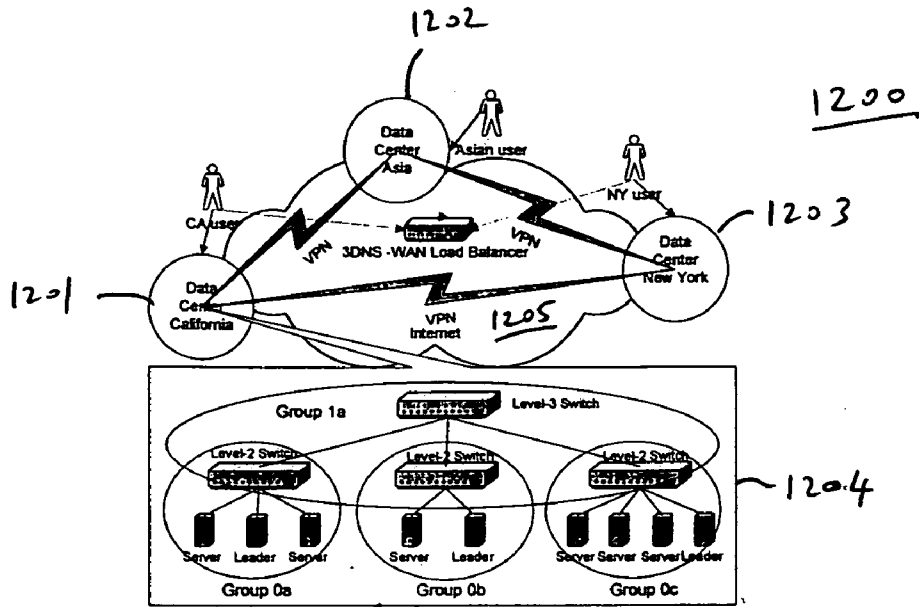 1202
1200
Data
Center
Asia
Asian user
NY user
CA user
1203
VPN
3DNS -WAN Load Balancer
VPN
Data
Center
New York
1201
Data
Center
California
VPN
Internet
1205
Group 1a
Level-3 Switch
Level-2 Switch
Level-2 Switch
Level-2 Switch
1204
Server
Leader
Server
Server
Leader
Server
Server
Server
Leader
Group 0a
Group 0b
Group 0c